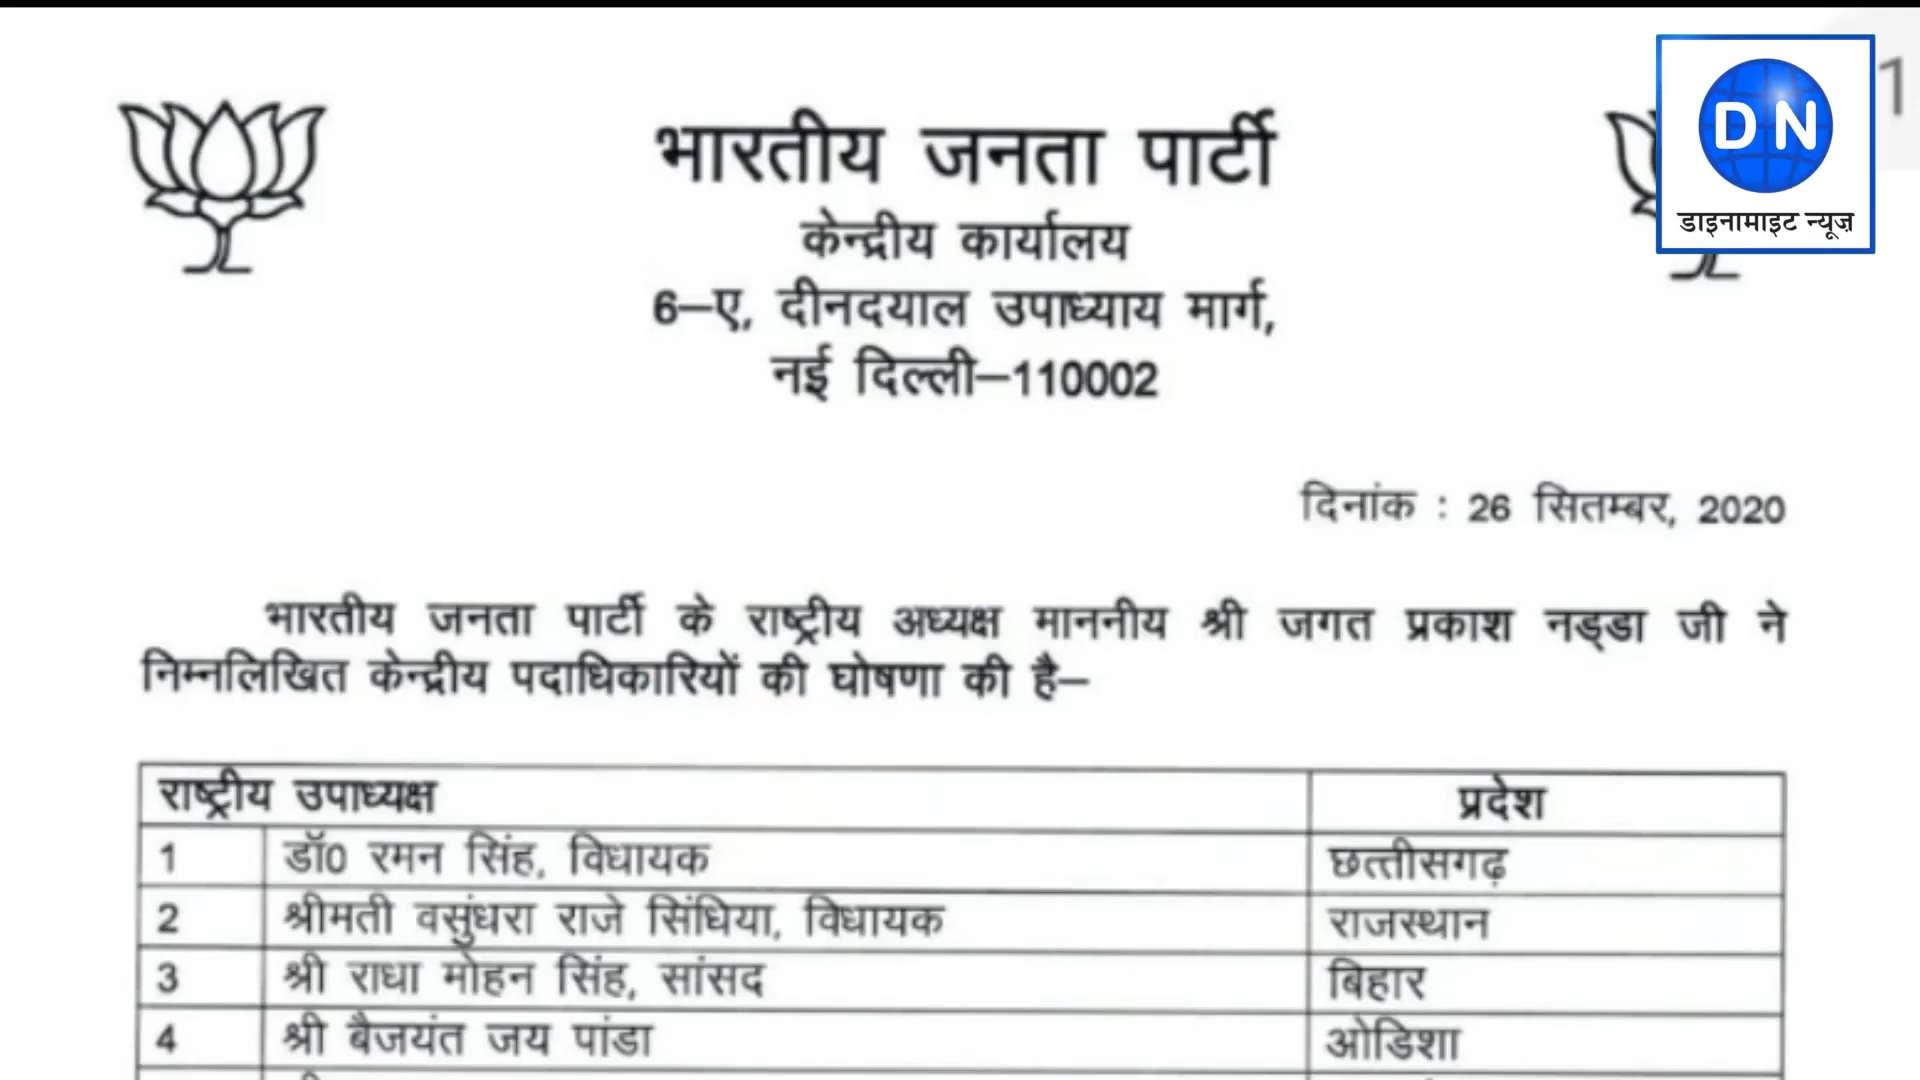 भारतीय जनता पार्टी
केन्द्रीय कार्यालय
6–ए, दीनदयाल उपाध्याय मार्ग,
नई दिल्ली–110002
1
DN
डाइनामाइट न्यूज़
दिनांक : 26 सितम्बर, 2020
भारतीय जनता पार्टी के राष्ट्रीय अध्यक्ष माननीय श्री जगत प्रकाश नड्डा जी ने
निम्नलिखित केन्द्रीय पदाधिकारियों की घोषणा की है–
राष्ट्रीय उपाध्यक्ष प्रदेश
1 डॉ0 रमन सिंह, विधायक छत्तीसगढ़
2 श्रीमती वसुंधरा राजे सिंधिया, विधायक राजस्थान
3 श्री राधा मोहन सिंह, सांसद बिहार
4 श्री बैजयंत जय पांडा ओडिशा